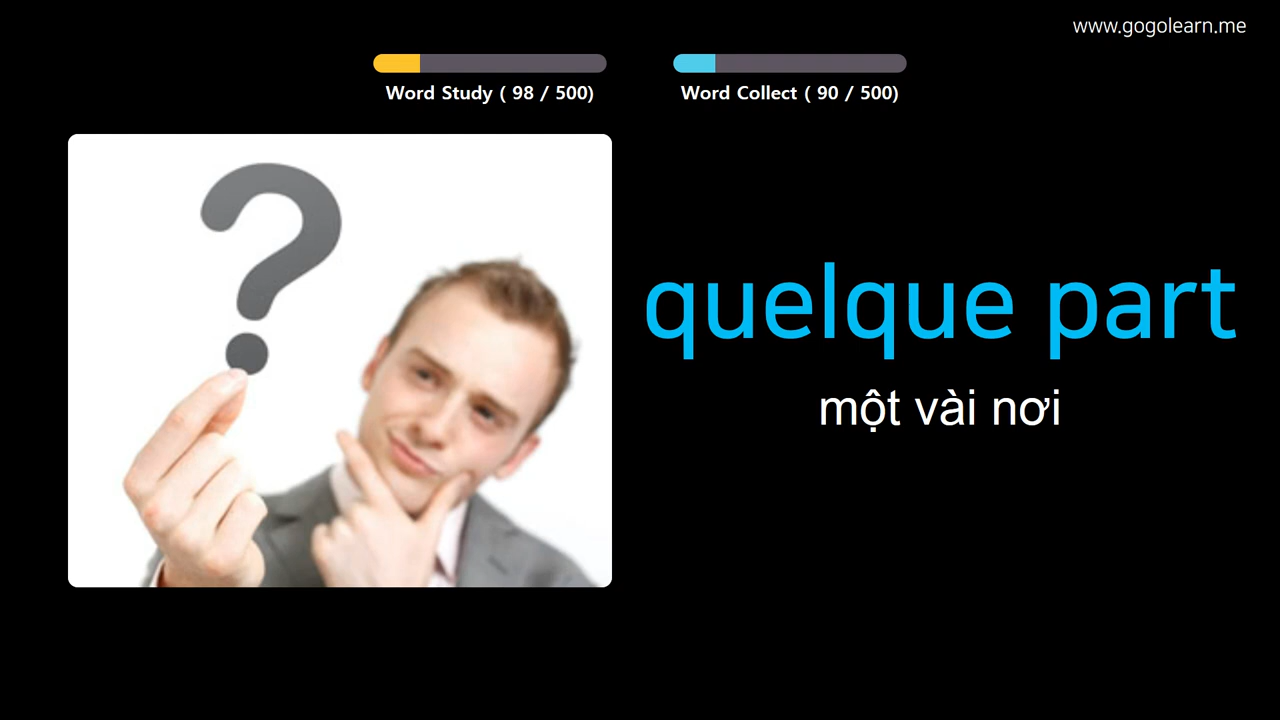 www.gogolearn.me
Word Study ( 98 / 500)
Word Collect ( 90 / 500)
quelque part
một vài nơi